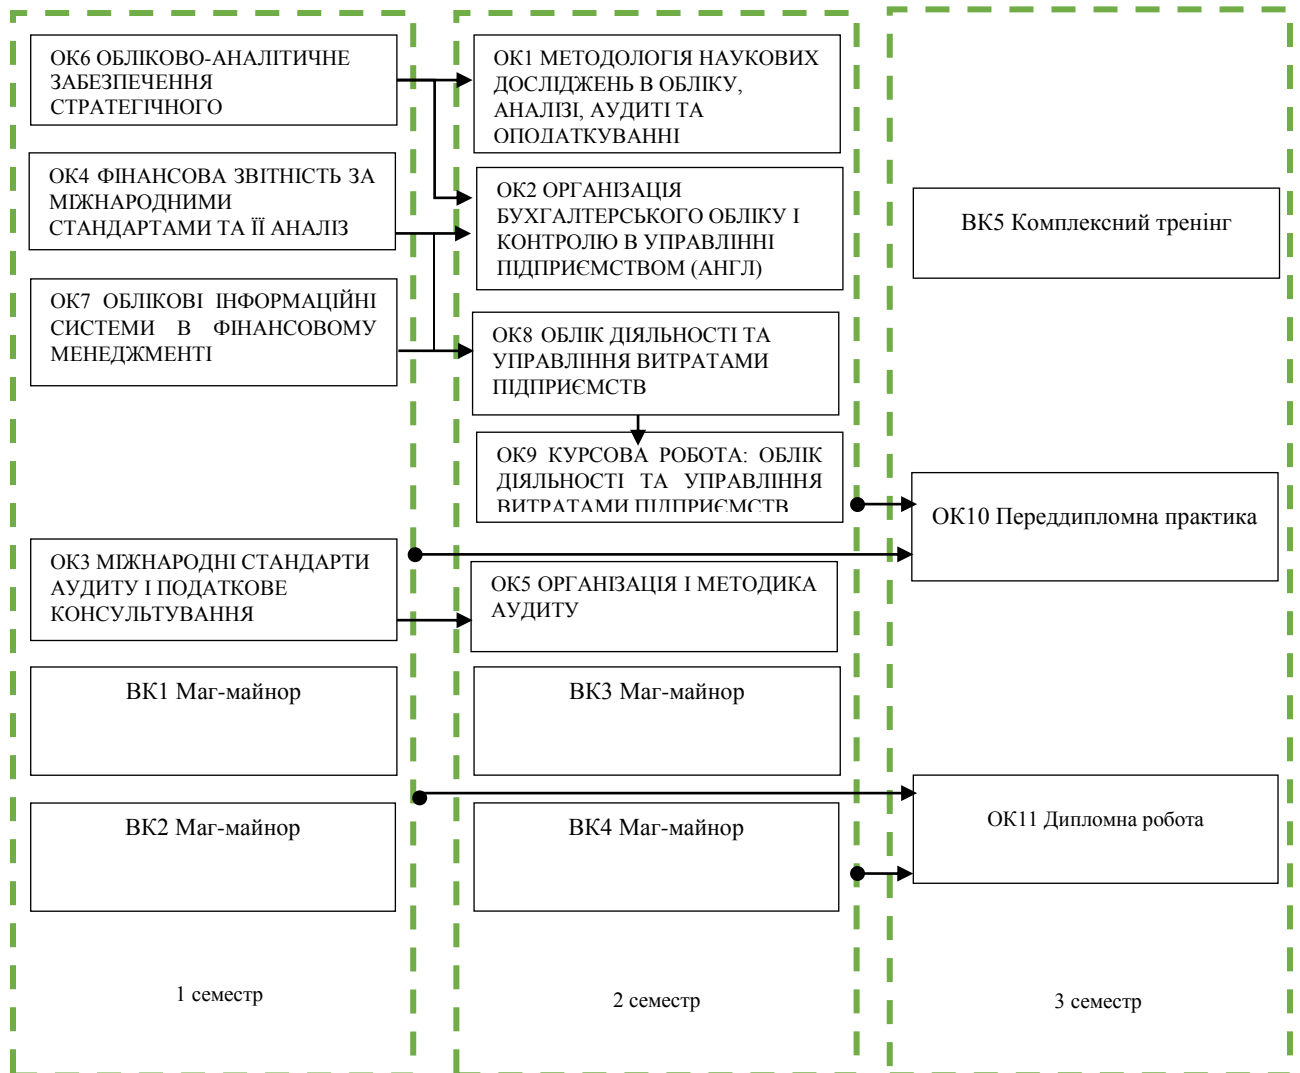 ОК6 ОБЛІКОВО-АНАЛІТИЧНЕ
ЗАБЕЗПЕЧЕННЯ
СТРАТЕГІЧНОГО
ОК4 ФІНАНСОВА ЗВІТНІСТЬ ЗА
МІЖНАРОДНИМИ
СТАНДАРТАМИ ТА ЇЇ АНАЛІЗ
ОК7 ОБЛІКОВІ ІНФОРМАЦІЙНІ
СИСТЕМИ В ФІНАНСОВОМУ
МЕНЕДЖМЕНТІ
ОК3 МІЖНАРОДНІ СТАНДАРТИ
АУДИТУ І ПОДАТКОВЕ
КОНСУЛЬТУВАННЯ
ВК1 Маг-майнор
ВК2 Маг-майнор
1 семестр
ОК1 МЕТОДОЛОГІЯ НАУКОВИХ
ДОСЛІДЖЕНЬ В ОБЛІКУ,
АНАЛІЗІ, АУДИТІ ТА
ОПОДАТКУВАННІ
ОК2 ОРГАНІЗАЦІЯ
БУХГАЛТЕРСЬКОГО ОБЛІКУ І
КОНТРОЛЮ В УПРАВЛІННІ
ПІДПРИЄМСТВОМ (АНГЛ)
ОК8 ОБЛІК ДІЯЛЬНОСТІ ТА
УПРАВЛІННЯ ВИТРАТАМИ
ПІДПРИЄМСТВ
ОК9 КУРСОВА РОБОТА: ОБЛІК
ДІЯЛЬНОСТІ ТА УПРАВЛІННЯ
ВИТРАТАМИ ПІДПРИЄМСТВ
ОК5 ОРГАНІЗАЦІЯ І МЕТОДИКА
АУДИТУ
ВК3 Маг-майнор
ВК4 Маг-майнор
2 семестр
ВК5 Комплексний тренінг
ОК10 Переддипломна практика
ОК11 Дипломна робота
3 семестр